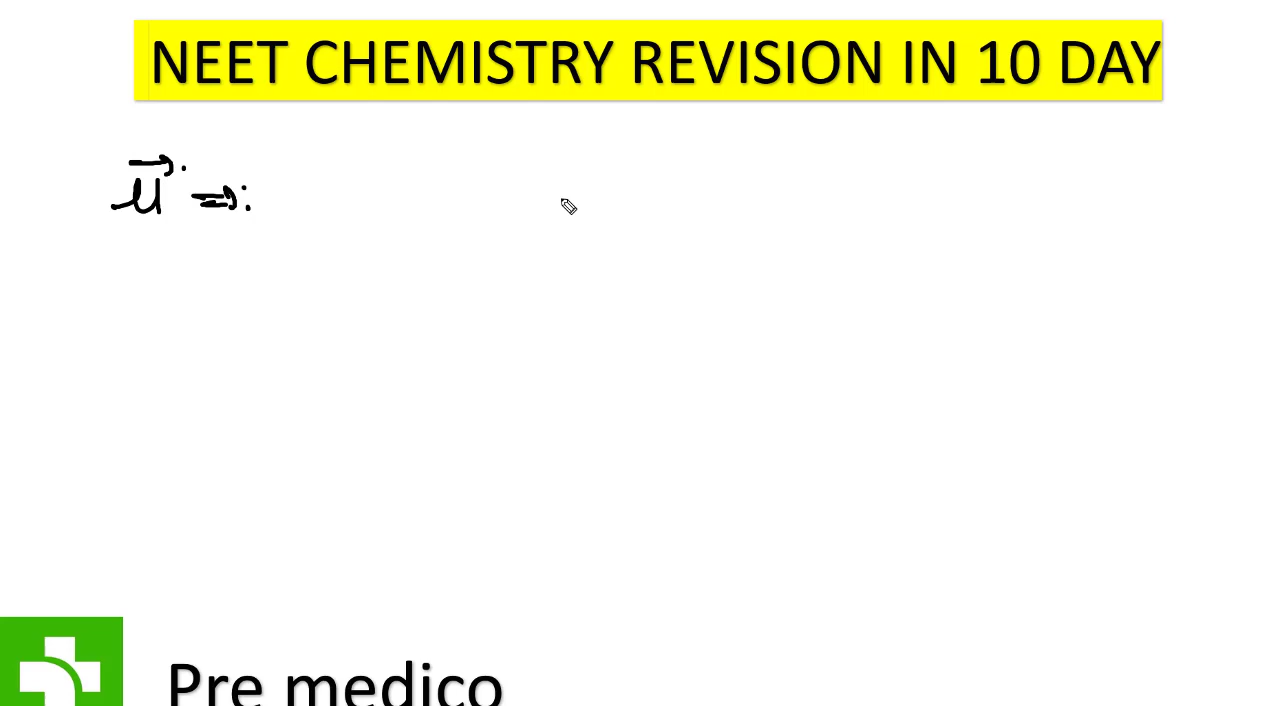 NEET CHEMISTRY REVISION IN 10 DAY
μ⃗ ⇒:
Pre medico